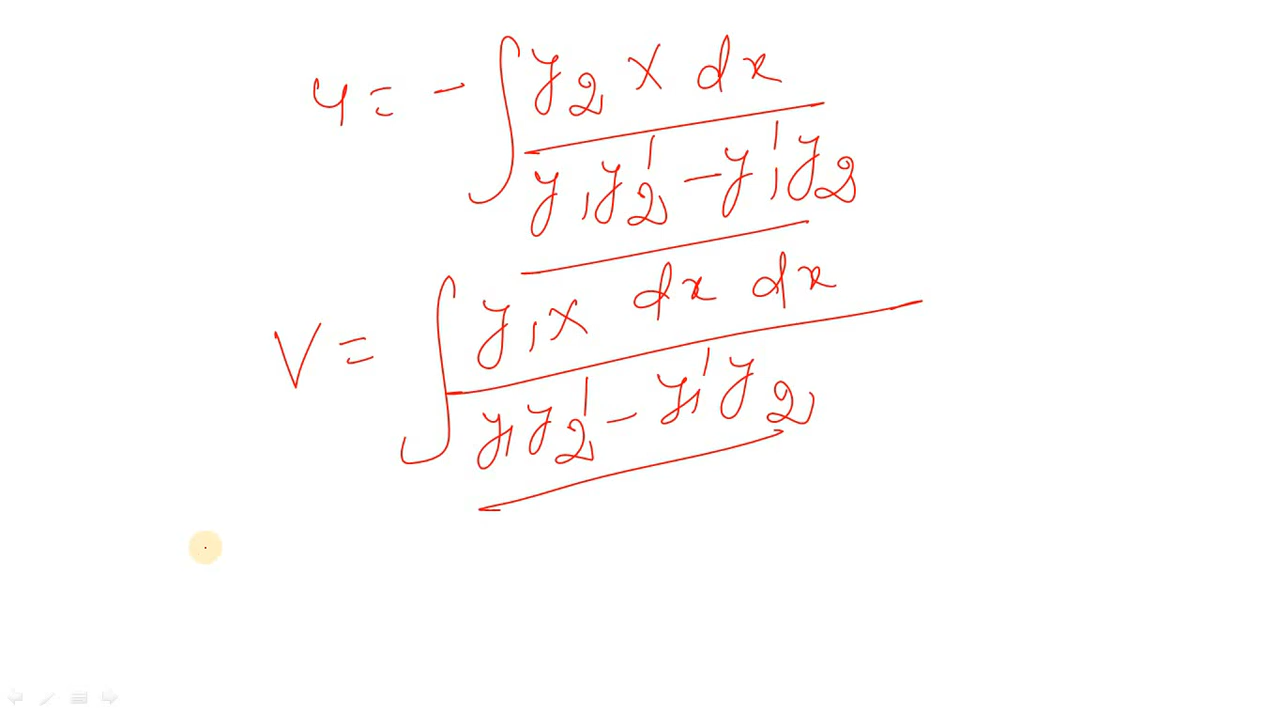 u = - ∫ y₂ X dx
y₁y₂' - y₁'y₂
V = ∫ y₁X dx dx
y₁y₂' - y₁'y₂